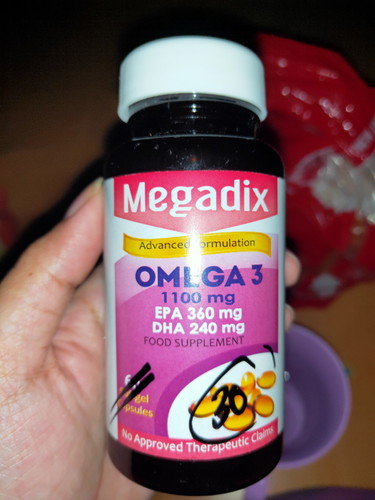 Megadix
Advanced Formulation
OMEGA 3
1100 mg
EPA 360 mg
DHA 240 mg
FOOD SUPPLEMENT
30
No Approved Therapeutic Claims